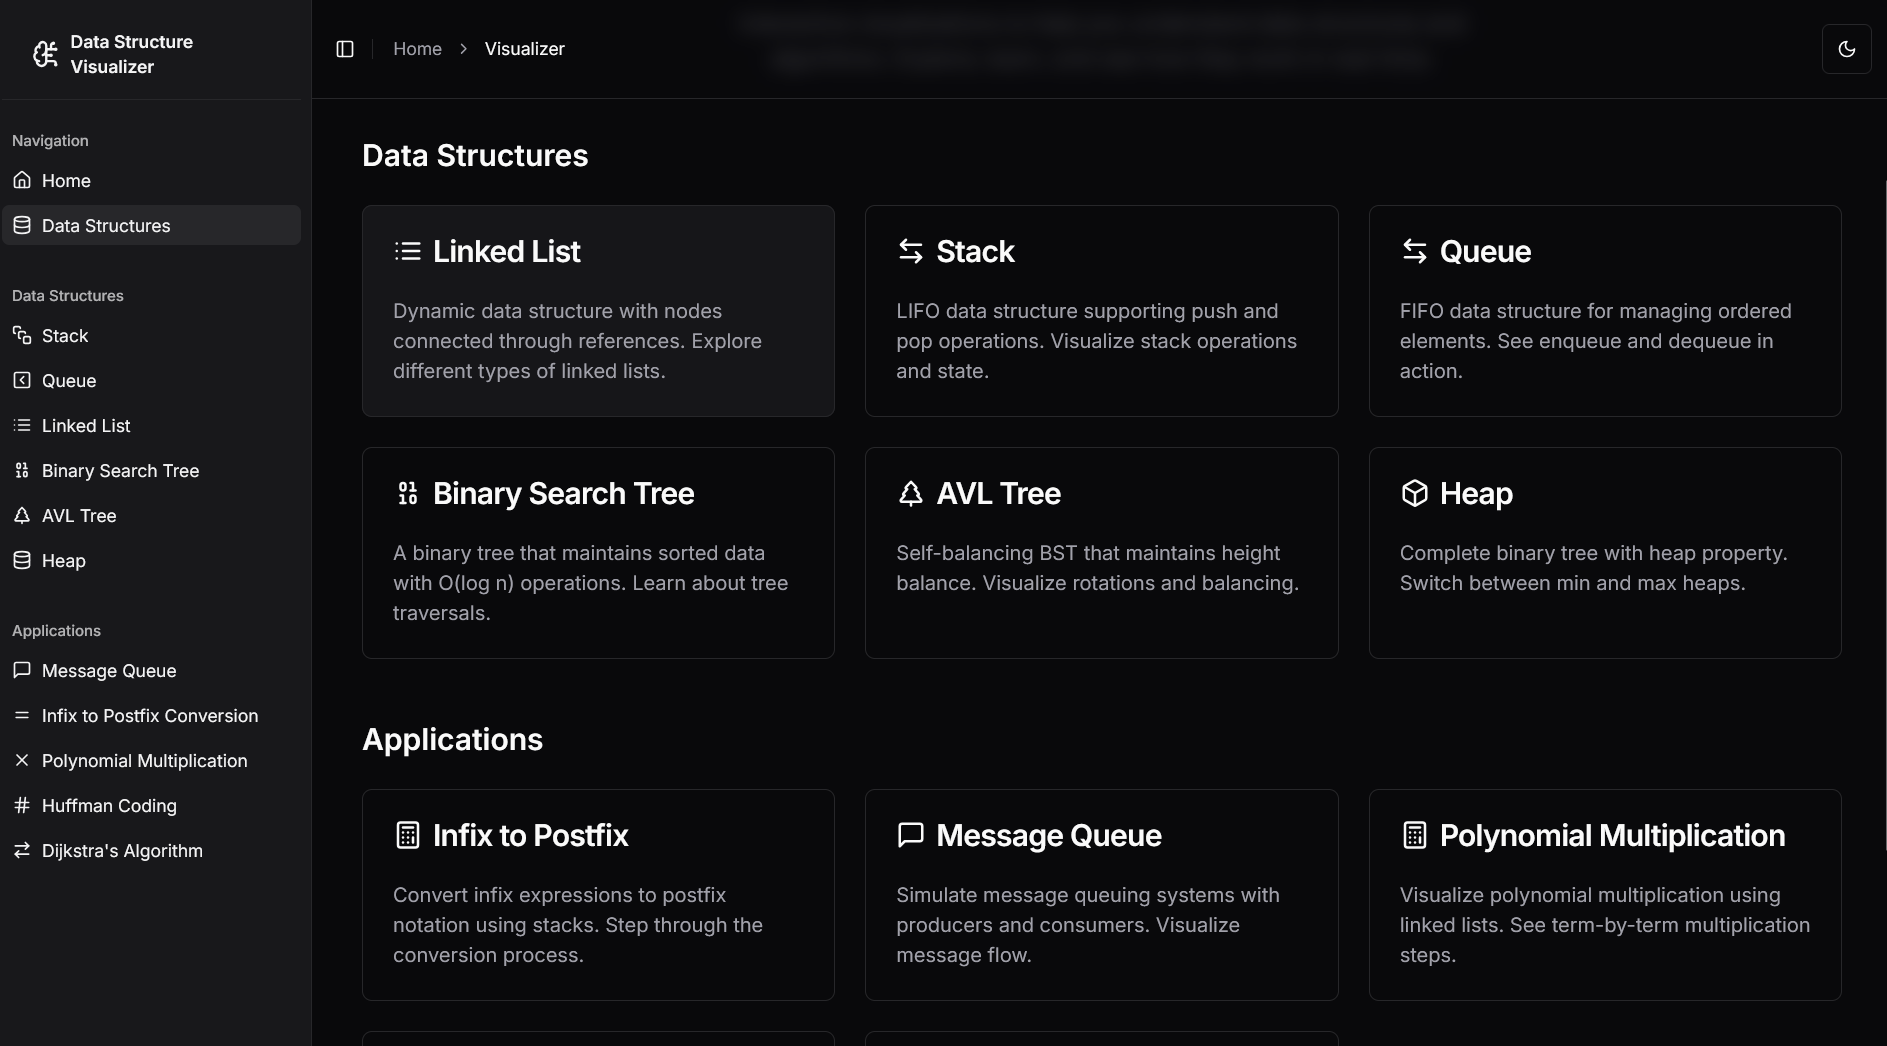 Data Structure
Visualizer
Navigation
Home
Data Structures
Data Structures
Stack
Queue
Linked List
Binary Search Tree
AVL Tree
Heap
Applications
Message Queue
Infix to Postfix Conversion
Polynomial Multiplication
Huffman Coding
Dijkstra's Algorithm
Home > Visualizer
Data Structures
Linked List
Dynamic data structure with nodes
connected through references. Explore
different types of linked lists.
Stack
LIFO data structure supporting push and
pop operations. Visualize stack operations
and state.
Queue
FIFO data structure for managing ordered
elements. See enqueue and dequeue in
action.
Binary Search Tree
A binary tree that maintains sorted data
with O(log n) operations. Learn about tree
traversals.
AVL Tree
Self-balancing BST that maintains height
balance. Visualize rotations and balancing.
Heap
Complete binary tree with heap property.
Switch between min and max heaps.
Applications
Infix to Postfix
Convert infix expressions to postfix
notation using stacks. Step through the
conversion process.
Message Queue
Simulate message queuing systems with
producers and consumers. Visualize
message flow.
Polynomial Multiplication
Visualize polynomial multiplication using
linked lists. See term-by-term multiplication
steps.